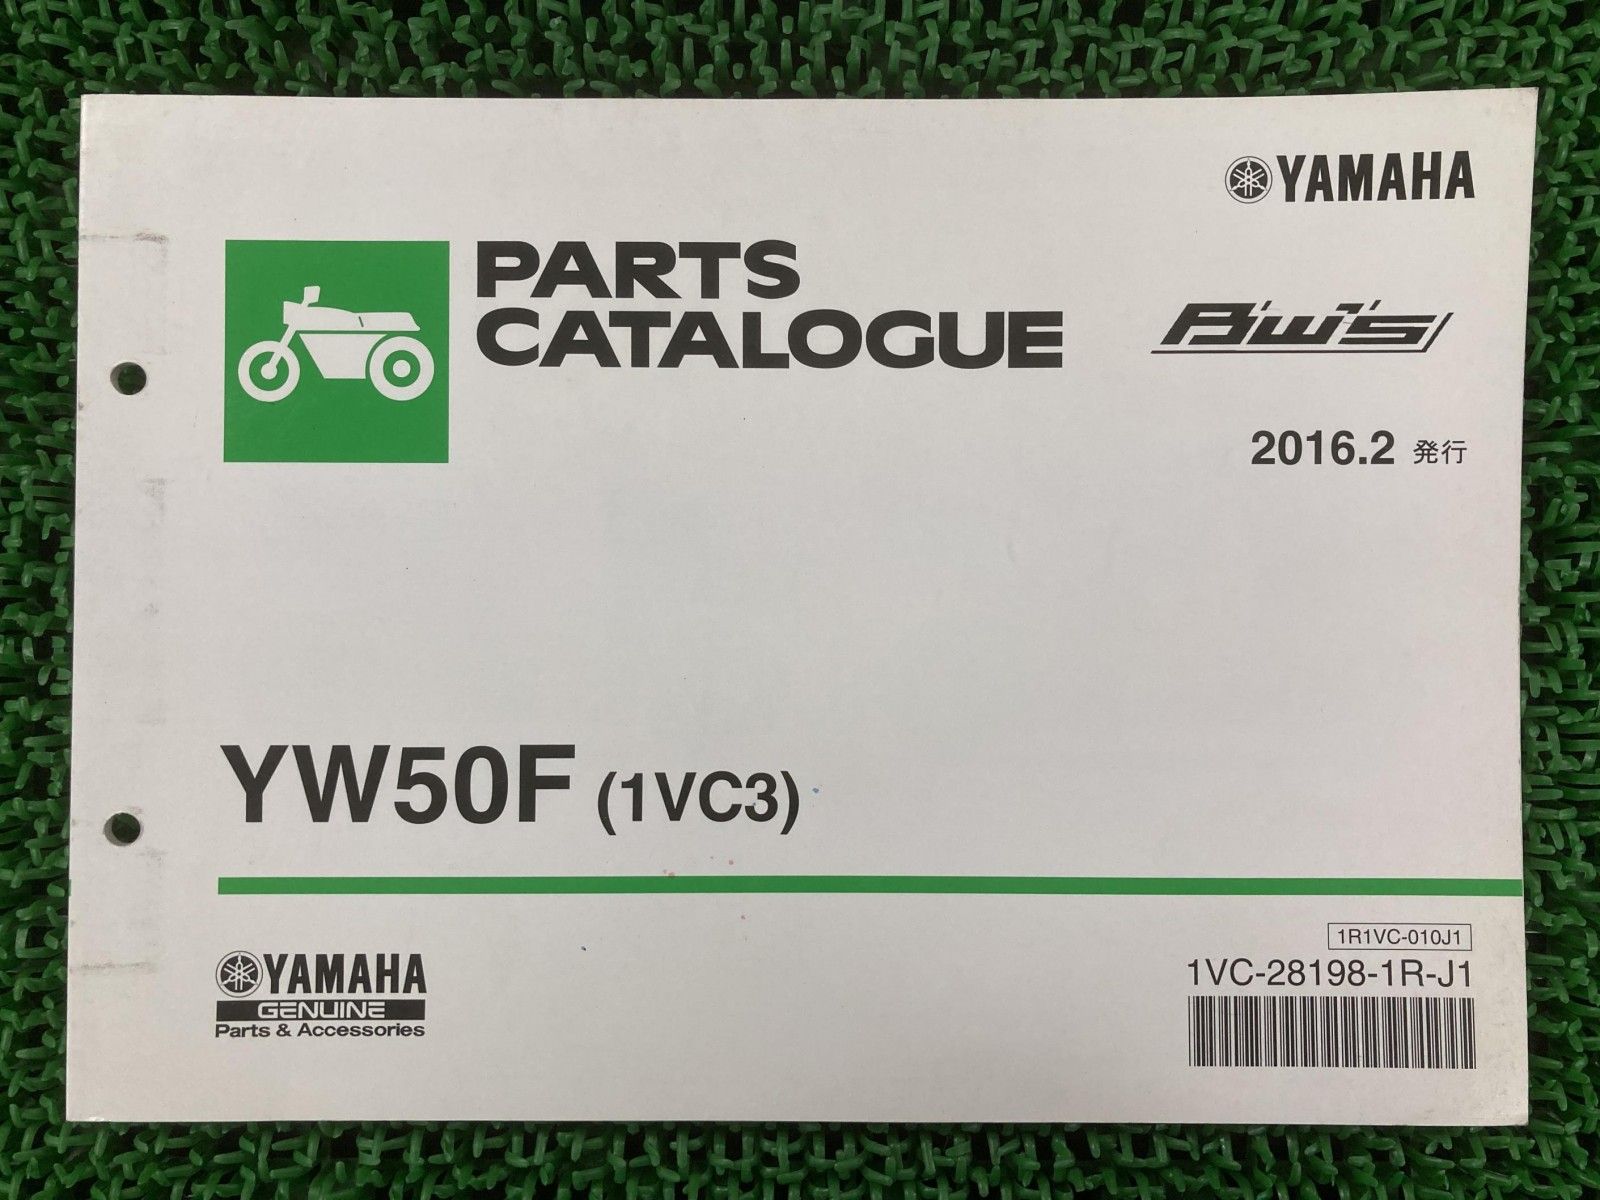 YAMAHA
PARTS
CATALOGUE
BW'S
2016.2 発行
YW50F (1VC3)
1R1VC-010J1
1VC-28198-1R-J1
YAMAHA
GENUINE
Parts & Accessories